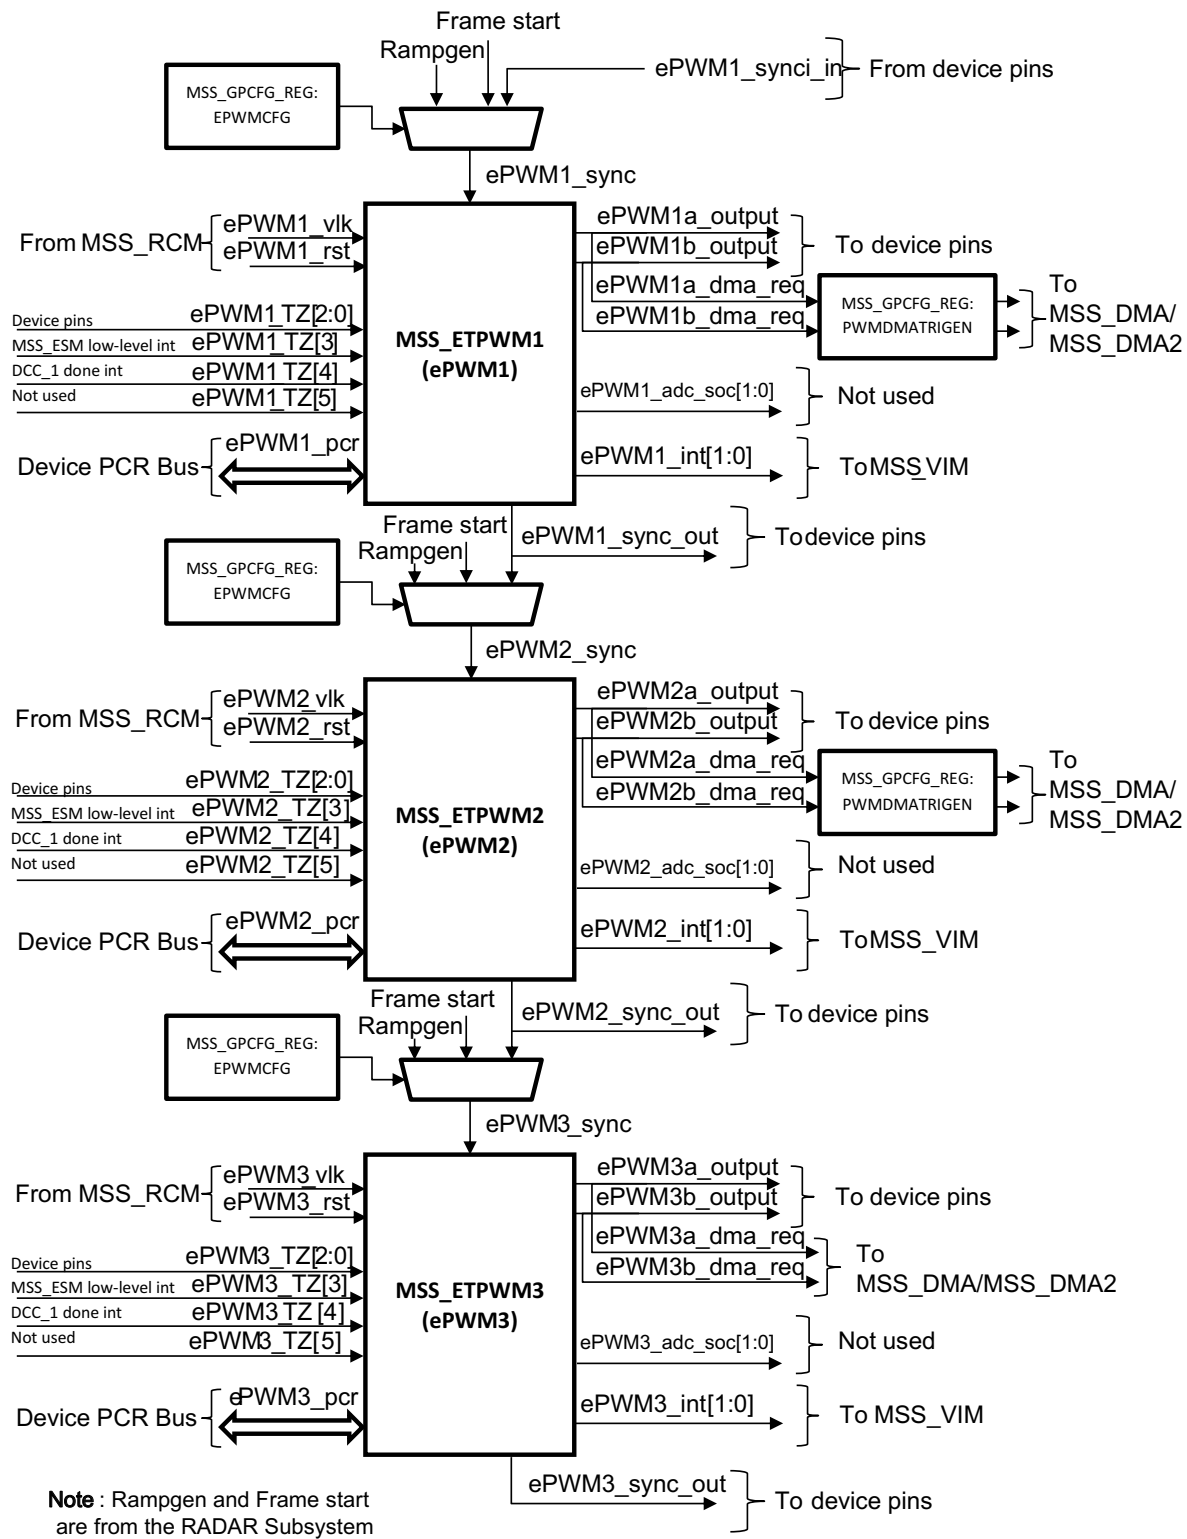 Frame start
Rampgen
ePWM1_synci_in
From device pins
MSS_GPCFG_REG:
EPWMCFG
ePWM1_sync
From MSS_RCM
ePWM1_vlk
ePWM1_rst
Device pins
ePWM1_TZ[2:0]
MSS_ESM low-level int
ePWM1_TZ[3]
DCC_1 done int
ePWM1_TZ[4]
Not used
ePWM1_TZ[5]
Device PCR Bus
ePWM1_pcr
MSS_ETPWM1
(ePWM1)
ePWM1a_output
ePWM1b_output
To device pins
ePWM1a_dma_req
ePWM1b_dma_req
MSS_GPCFG_REG:
PWMDMATRIGEN
To
MSS_DMA/
MSS_DMA2
ePWM1_adc_soc[1:0]
Not used
ePWM1_int[1:0]
To MSS_VIM
ePWM1_sync_out
To device pins
Frame start
Rampgen
MSS_GPCFG_REG:
EPWMCFG
ePWM2_sync
From MSS_RCM
ePWM2_vlk
ePWM2_rst
Device pins
ePWM2_TZ[2:0]
MSS_ESM low-level int
ePWM2_TZ[3]
DCC_1 done int
ePWM2_TZ[4]
Not used
ePWM2_TZ[5]
Device PCR Bus
ePWM2_pcr
MSS_ETPWM2
(ePWM2)
ePWM2a_output
ePWM2b_output
To device pins
ePWM2a_dma_req
ePWM2b_dma_req
MSS_GPCFG_REG:
PWMDMATRIGEN
To
MSS_DMA/
MSS_DMA2
ePWM2_adc_soc[1:0]
Not used
ePWM2_int[1:0]
To MSS_VIM
ePWM2_sync_out
To device pins
Frame start
Rampgen
MSS_GPCFG_REG:
EPWMCFG
ePWM3_sync
From MSS_RCM
ePWM3_vlk
ePWM3_rst
Device pins
ePWM3_TZ[2:0]
MSS_ESM low-level int
ePWM3_TZ[3]
DCC_1 done int
ePWM3_TZ [4]
Not used
ePWM3_TZ[5]
Device PCR Bus
ePWM3_pcr
MSS_ETPWM3
(ePWM3)
ePWM3a_output
ePWM3b_output
To device pins
ePWM3a_dma_req
ePWM3b_dma_req
To
MSS_DMA/MSS_DMA2
ePWM3_adc_soc[1:0]
Not used
ePWM3_int[1:0]
To MSS_VIM
ePWM3_sync_out
To device pins
Note : Rampgen and Frame start
are from the RADAR Subsystem